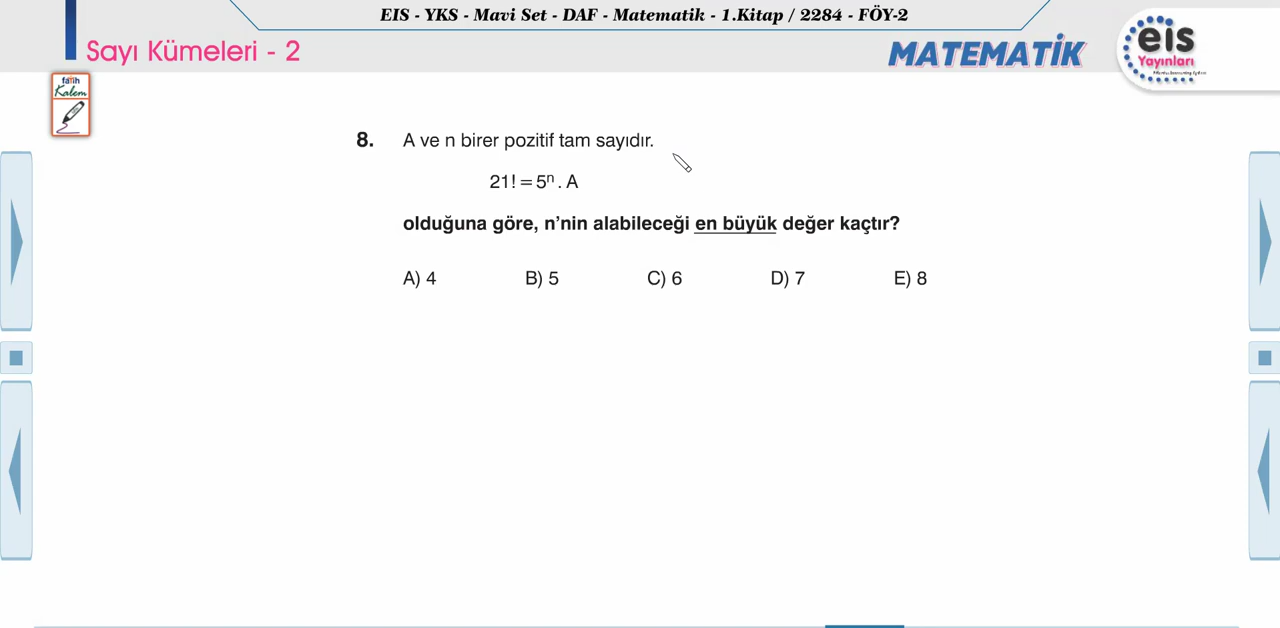 EIS - YKS - Mavi Set - DAF - Matematik - 1.Kitap / 2284 - FÖY-2
Sayı Kümeleri - 2
MATEMATİK
eis
Yayınları
fatih
Kalem
8. A ve n birer pozitif tam sayıdır.
21! = 5ⁿ . A
olduğuna göre, n’nin alabileceği en büyük değer kaçtır?
A) 4 B) 5 C) 6 D) 7 E) 8